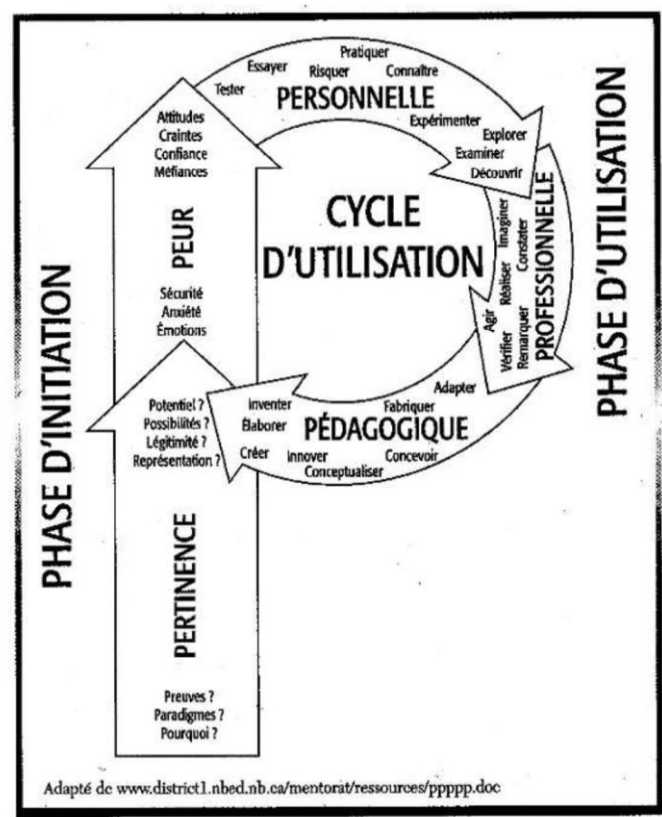 PHASE D'INITIATION
Attitudes
Craintes
Confiance
Méfiances
PEUR
Sécurité
Anxiété
Émotions
Potentiel ?
Possibilités ?
Légitimité ?
Représentation ?
PERTINENCE
Preuves ?
Paradigmes ?
Pourquoi ?
CYCLE
D'UTILISATION
Tester
Essayer
Risquer
Pratiquer
Connaître
PERSONNELLE
Expérimenter
Explorer
Examiner
Découvrir
Imaginer
Constater
Réaliser
Agir
Remarquer
Vérifier
PROFESSIONNELLE
Adapter
Fabriquer
PÉDAGOGIQUE
Concevoir
Conceptualiser
Innover
Créer
Élaborer
Inventer
PHASE D'UTILISATION
Adapté de www.district1.nbed.nb.ca/mentorat/ressources/ppppp.doc